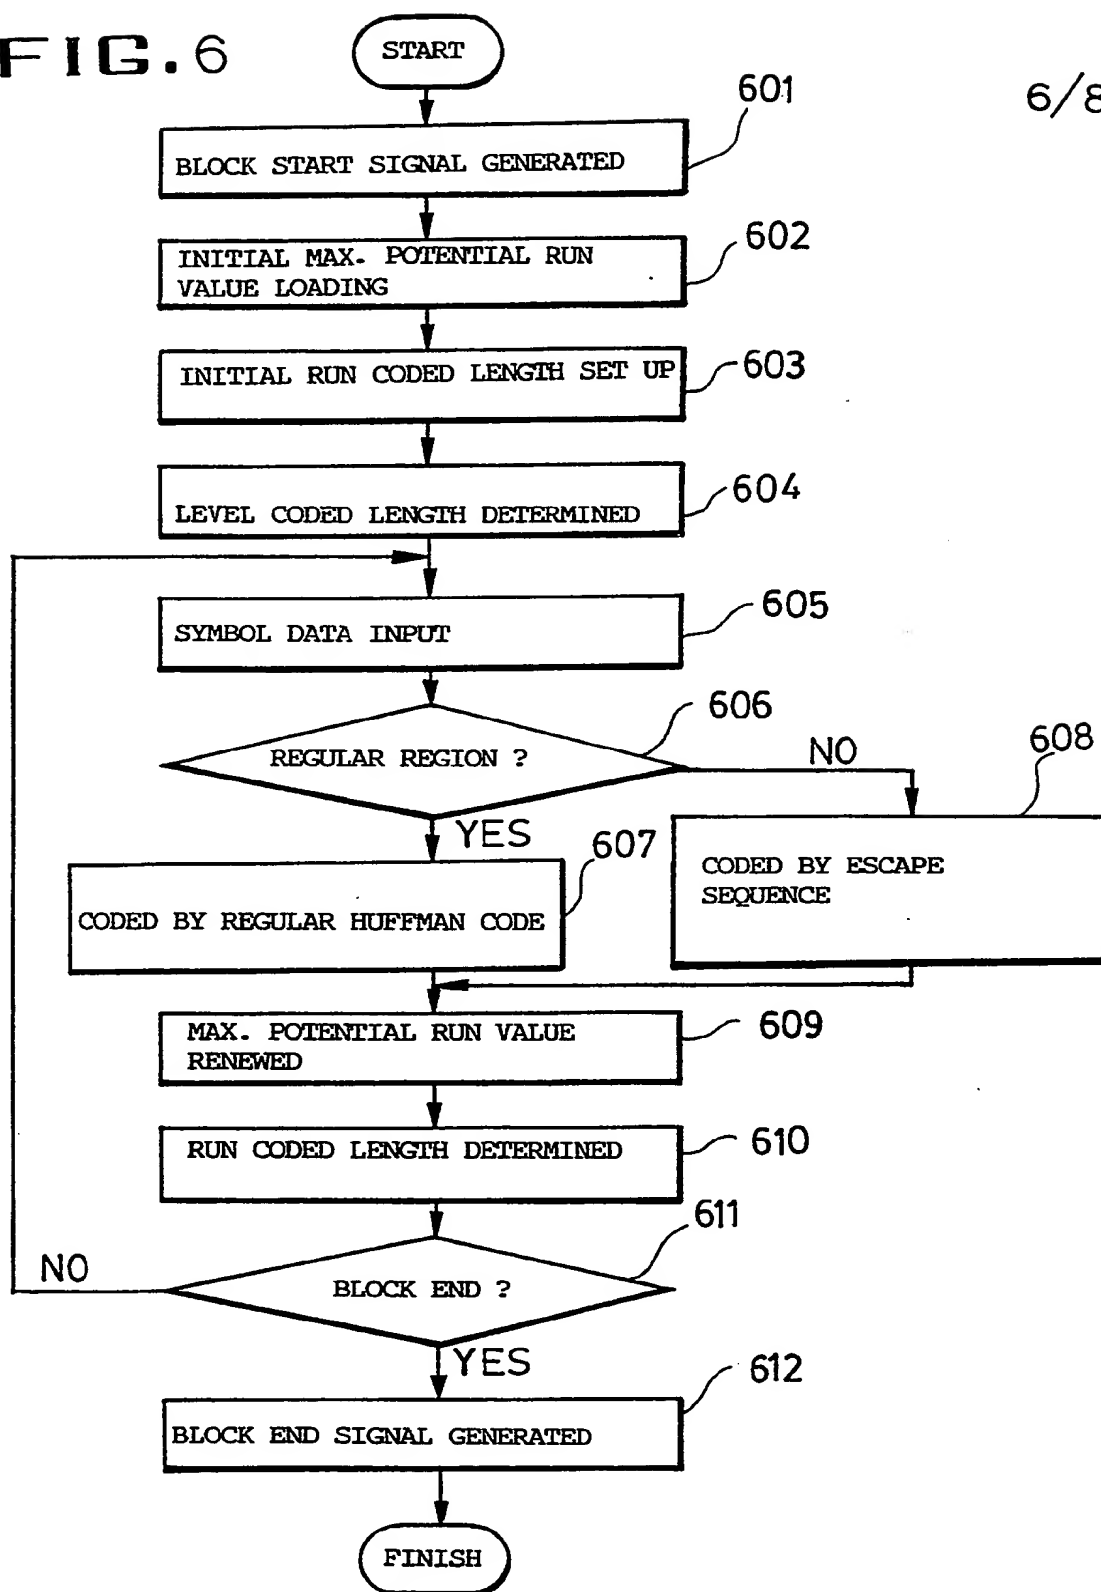 FIG.6
START
6/8
601
BLOCK START SIGNAL GENERATED
602
INITIAL MAX. POTENTIAL RUN
VALUE LOADING
603
INITIAL RUN CODED LENGTH SET UP
604
LEVEL CODED LENGTH DETERMINED
605
SYMBOL DATA INPUT
606
REGULAR REGION ?
NO
608
YES
607
CODED BY ESCAPE
SEQUENCE
CODED BY REGULAR HUFFMAN CODE
609
MAX. POTENTIAL RUN VALUE
RENEWED
610
RUN CODED LENGTH DETERMINED
611
NO
BLOCK END ?
YES
612
BLOCK END SIGNAL GENERATED
FINISH